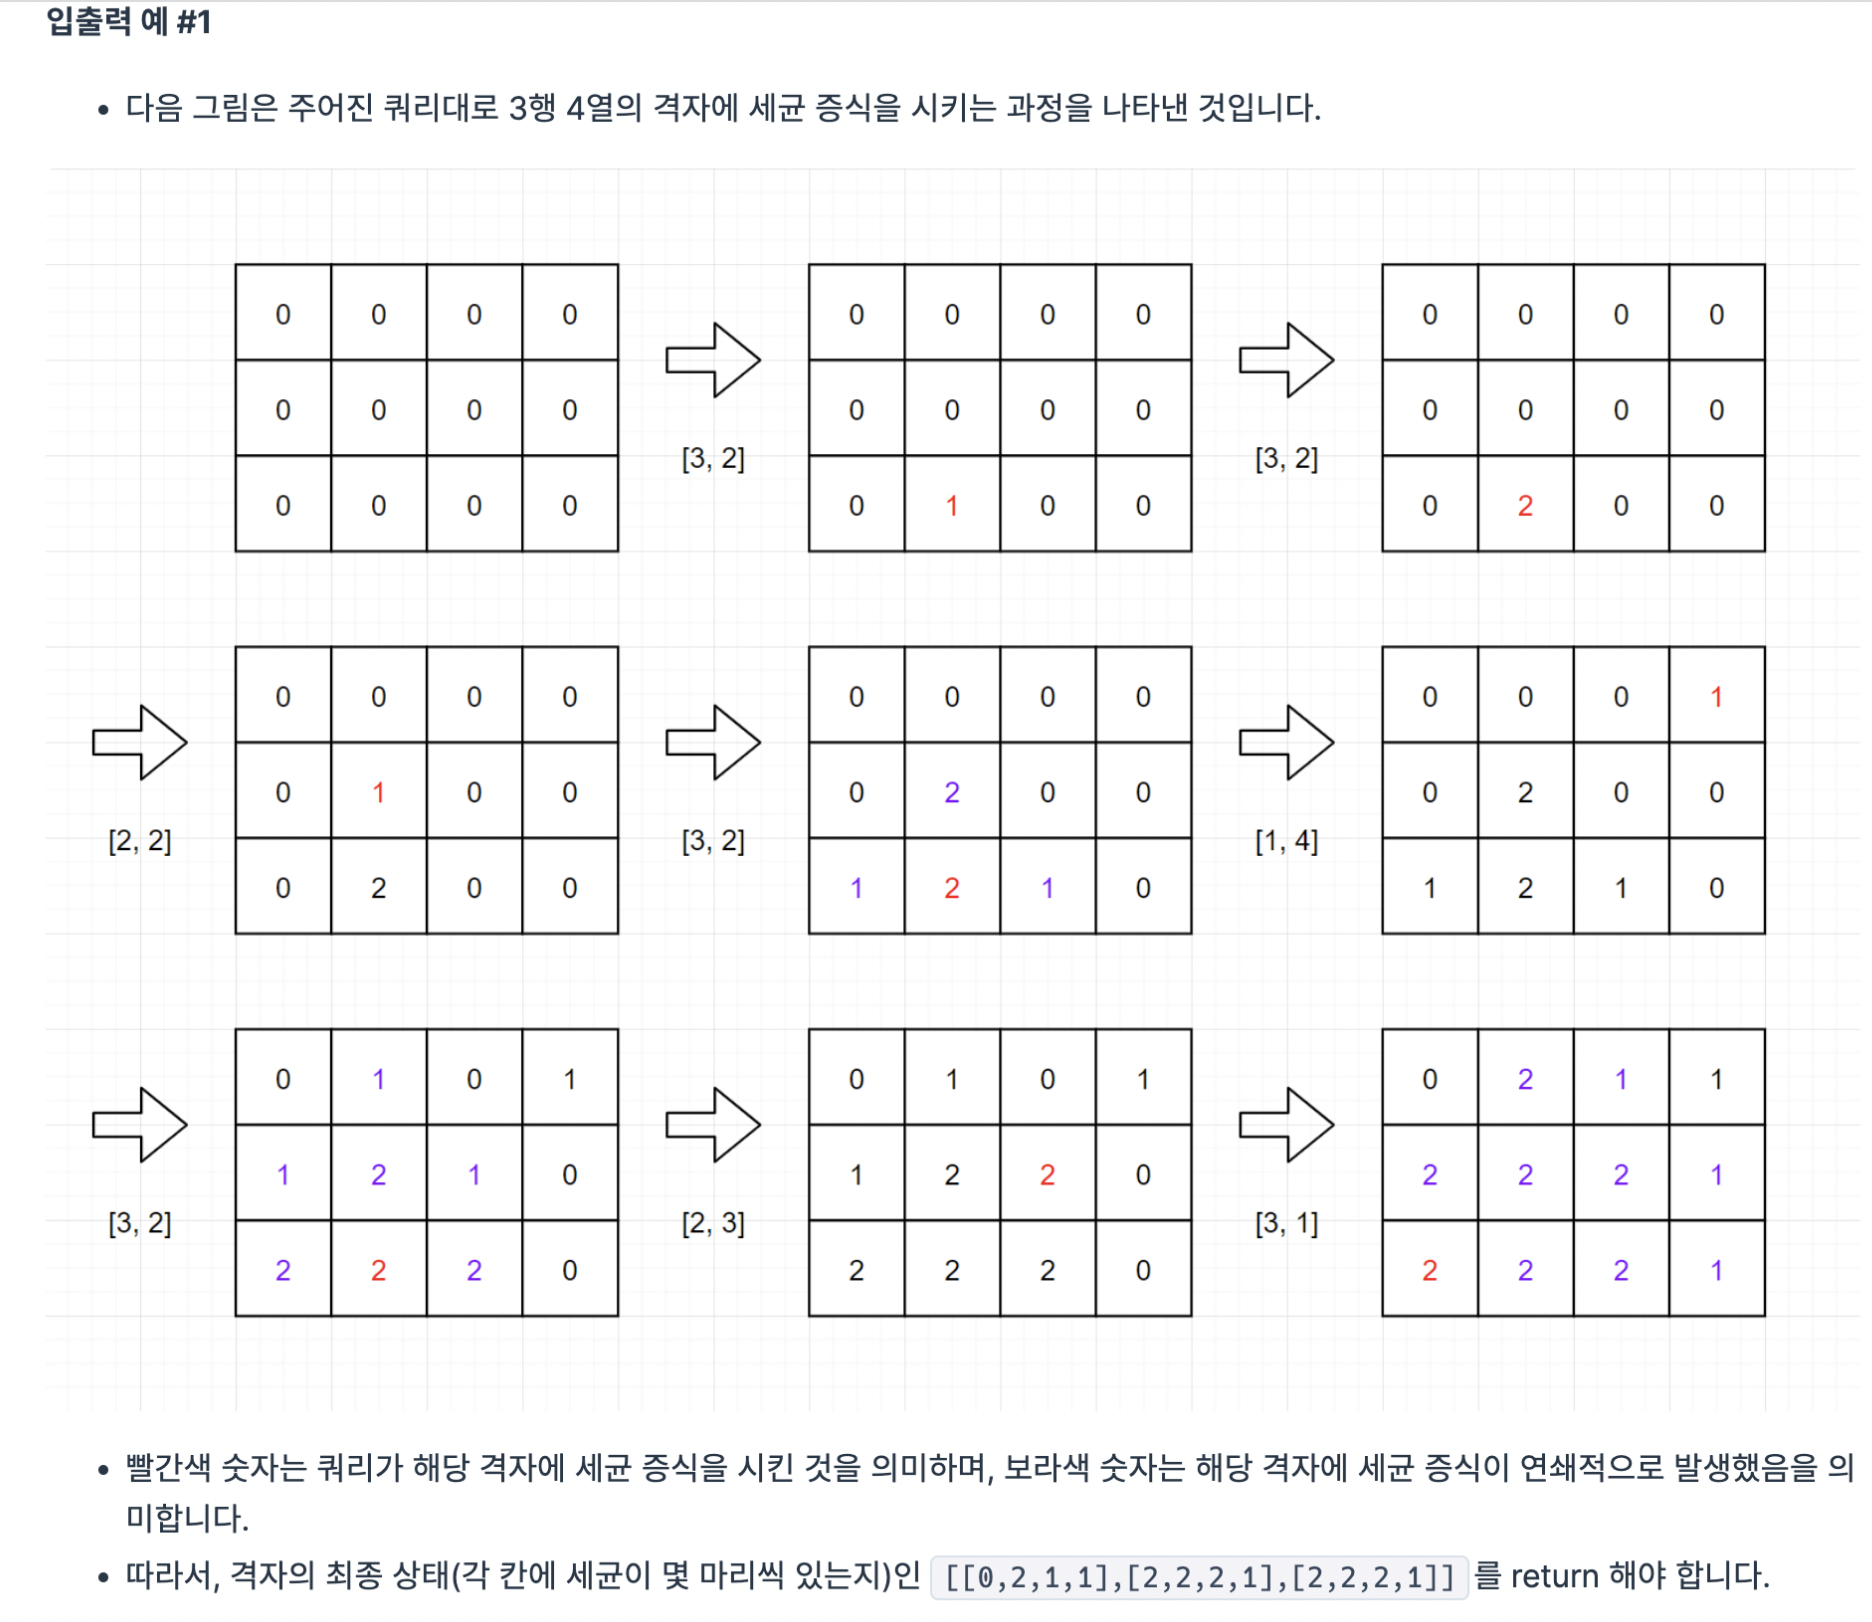 입출력 예 #1
• 다음 그림은 주어진 쿼리대로 3행 4열의 격자에 세균 증식을 시키는 과정을 나타낸 것입니다.
0 0 0 0 0 0 0 0 0 0 0 0
0 0 0 0 0 0 0 0 0 0 0 0
[3, 2] [3, 2]
0 0 0 0 0 1 0 0 0 2 0 0
0 0 0 0 0 0 0 0 0 0 0 1
0 1 0 0 0 2 0 0 0 2 0 0
[2, 2] [3, 2] [1, 4]
0 2 0 0 1 2 1 0 1 2 1 0
0 1 0 1 0 1 0 1 0 2 1 1
1 2 1 0 1 2 2 0 2 2 2 1
[3, 2] [2, 3] [3, 1]
2 2 2 0 2 2 2 0 2 2 2 1
• 빨간색 숫자는 쿼리가 해당 격자에 세균 증식을 시킨 것을 의미하며, 보라색 숫자는 해당 격자에 세균 증식이 연쇄적으로 발생했음을 의
미합니다.
• 따라서, 격자의 최종 상태(각 칸에 세균이 몇 마리씩 있는지)인 [[0,2,1,1],[2,2,2,1],[2,2,2,1]] 를 return 해야 합니다.